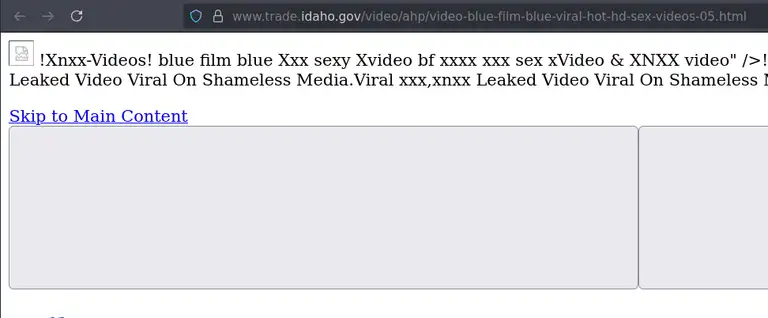 www.trade.idaho.gov/video/ahp/video-blue-film-blue-viral-hot-hd-sex-videos-05.html
!Xnxx-Videos! blue film blue Xxx sexy Xvideo bf xxxx xxx sex xVideo & XNXX video" />!
Leaked Video Viral On Shameless Media.Viral xxx,xnxx Leaked Video Viral On Shameless
Skip to Main Content